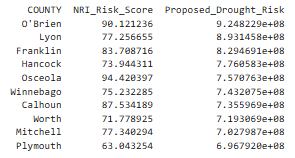 COUNTY NRI_Risk_Score Proposed_Drought_Risk
O'Brien 90.121236 9.248229e+08
Lyon 77.256655 8.931458e+08
Franklin 83.708716 8.294691e+08
Hancock 73.944311 7.760583e+08
Osceola 94.420397 7.570763e+08
Winnebago 75.232285 7.432075e+08
Calhoun 87.534189 7.355969e+08
Worth 71.778925 7.193069e+08
Mitchell 77.340294 7.027987e+08
Plymouth 63.043254 6.967920e+08